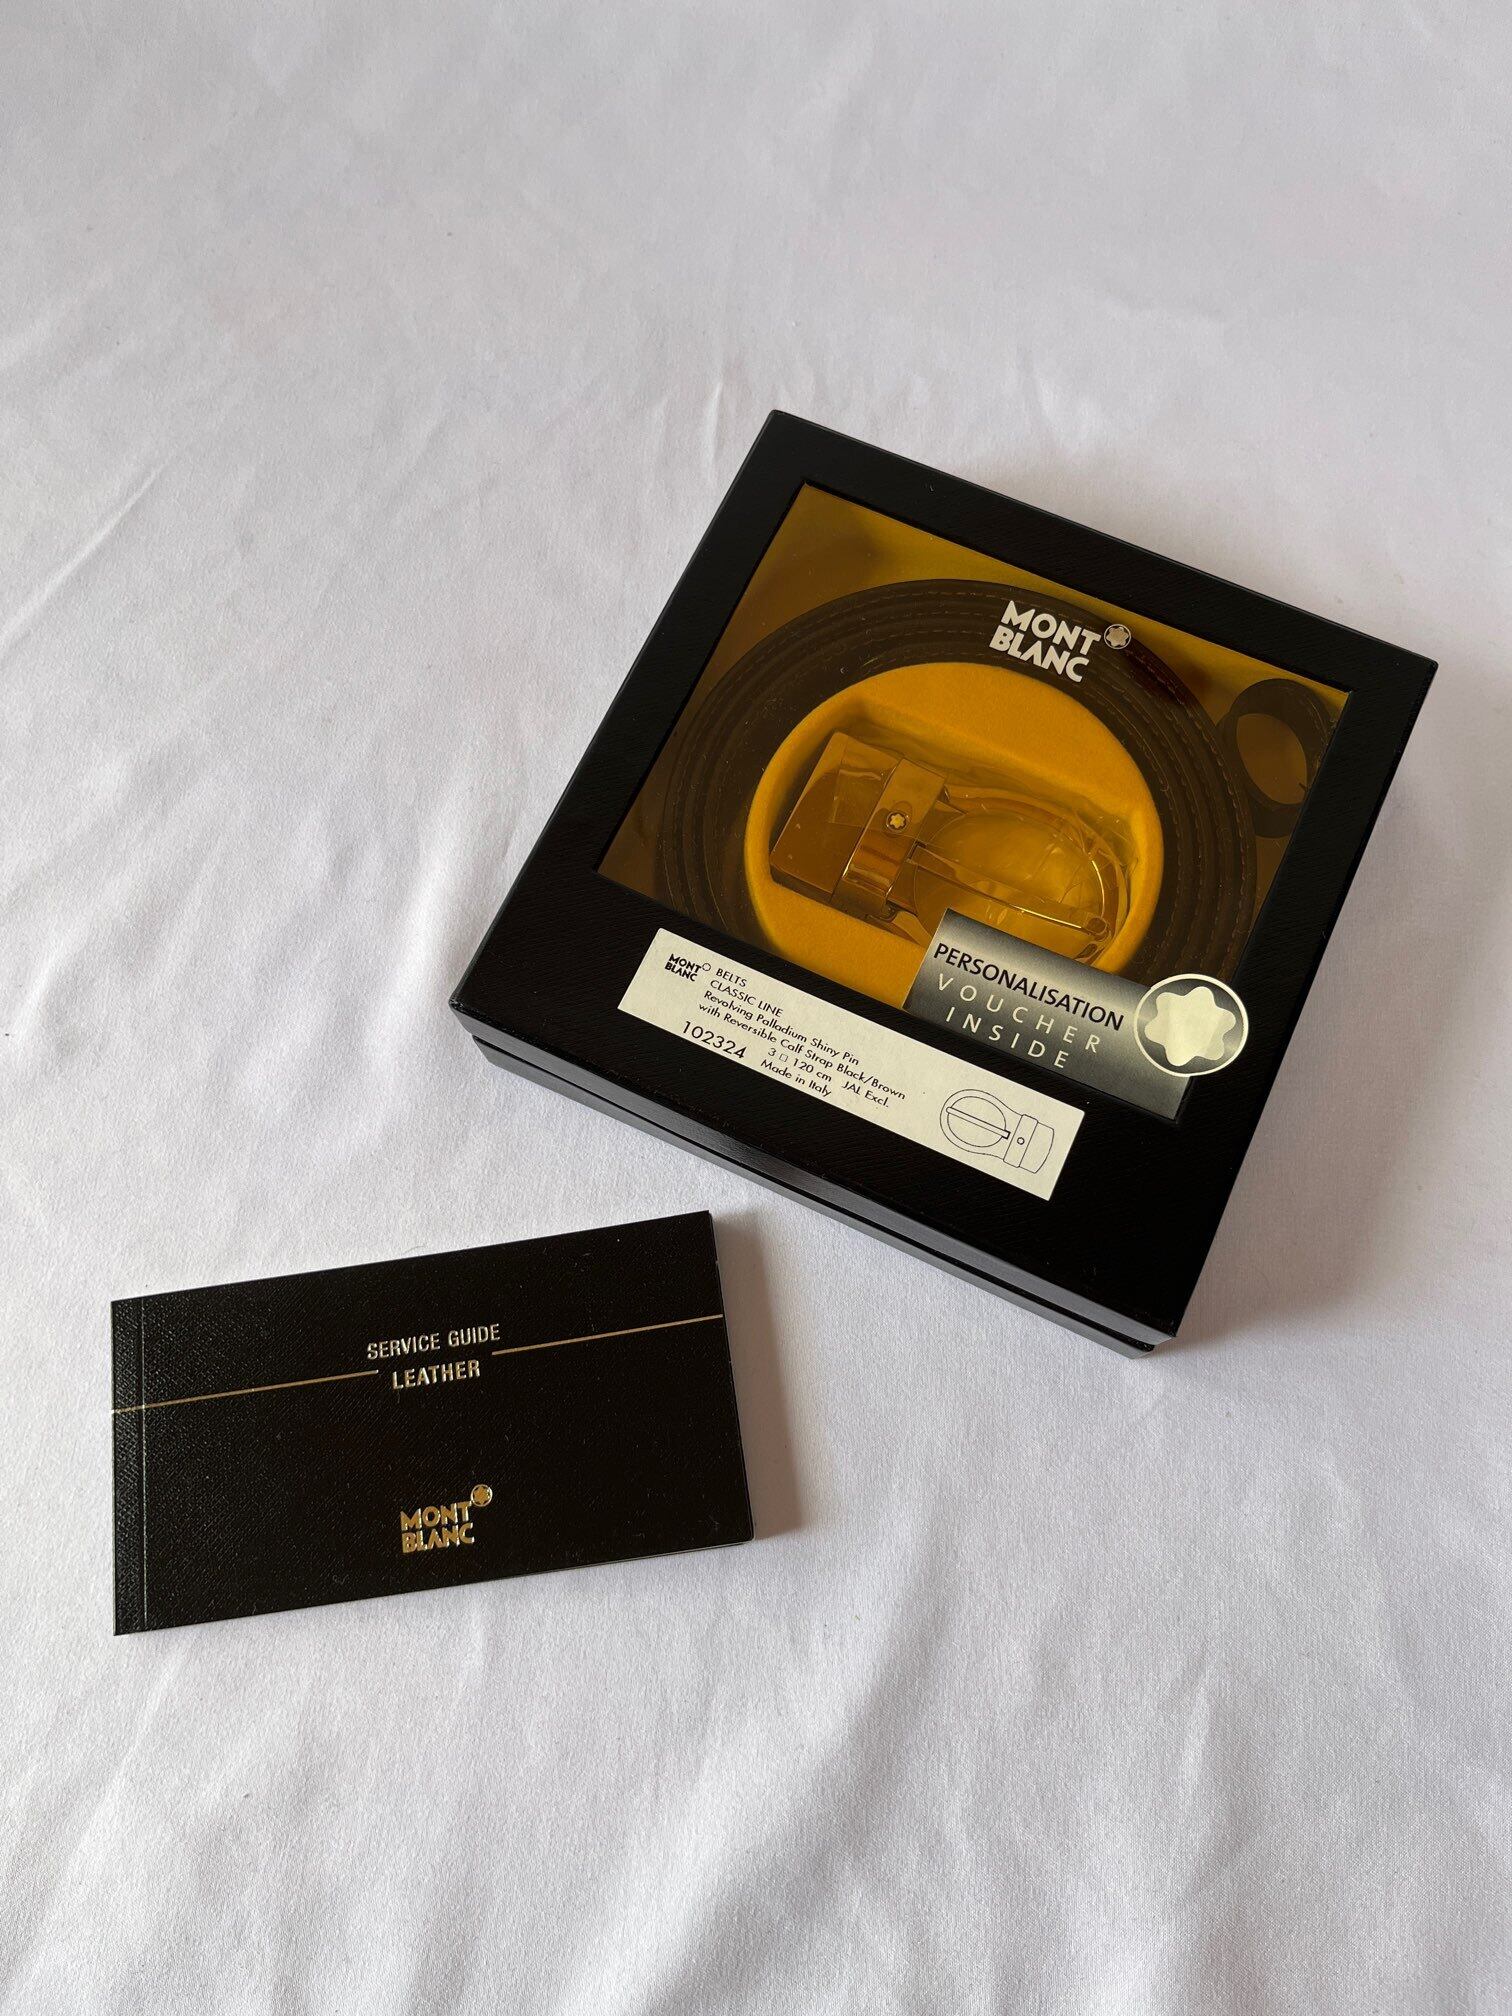 MONT
BLANC
PERSONALISATION
VOUCHER
INSIDE
MONT
BLANC
BELTS
CLASSIC LINE
Revolving Palladium Shiny Pin
with Reversible Calf Strap Black/Brown
102324 3 □ 120 cm JAL Excl.
Made in Italy
SERVICE GUIDE
LEATHER
MONT
BLANC